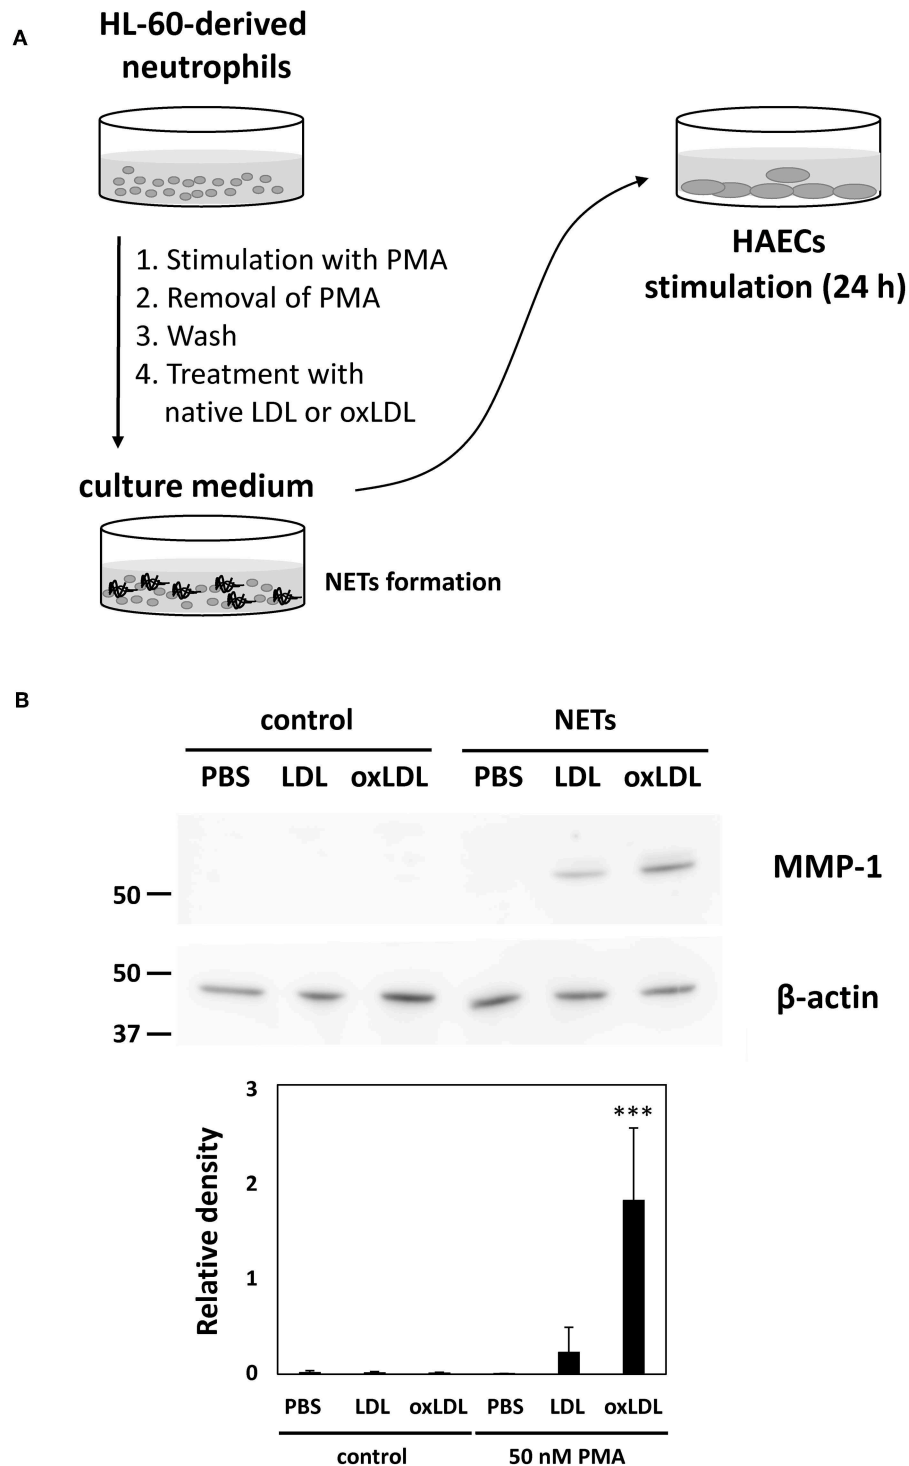 A
HL-60-derived
neutrophils
1. Stimulation with PMA
2. Removal of PMA
3. Wash
4. Treatment with
native LDL or oxLDL
HAECs
stimulation (24 h)
culture medium
NETs formation
B
control NETs
PBS LDL oxLDL PBS LDL oxLDL
MMP-1
50
50
β-actin
37
3
***
2
1
0
Relative density
PBS LDL oxLDL PBS LDL oxLDL
control 50 nM PMA